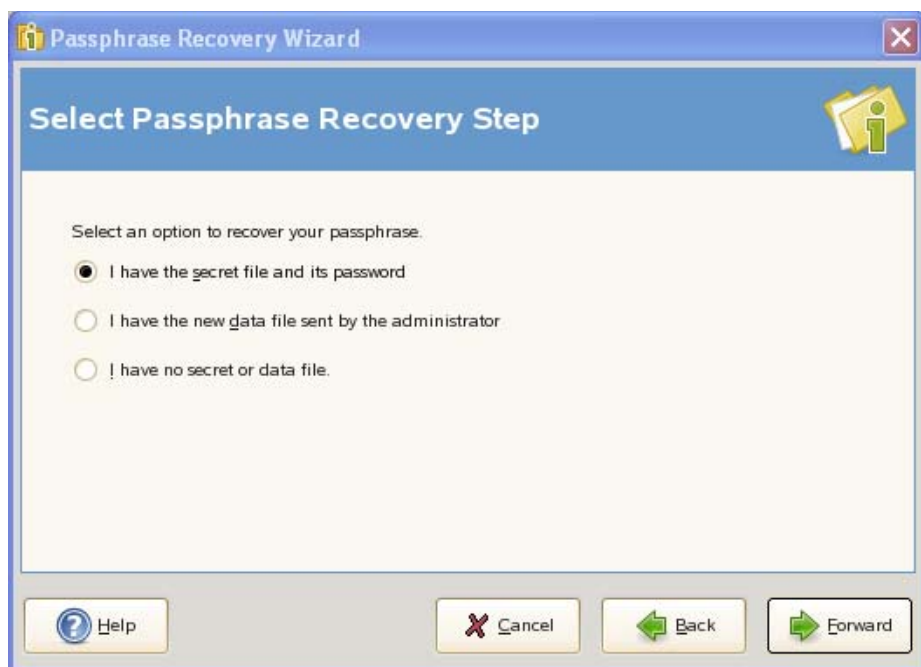 Passphrase Recovery Wizard
Select Passphrase Recovery Step
Select an option to recover your passphrase.
I have the secret file and its password
I have the new data file sent by the administrator
I have no secret or data file.
Help
Cancel
Back
Forward